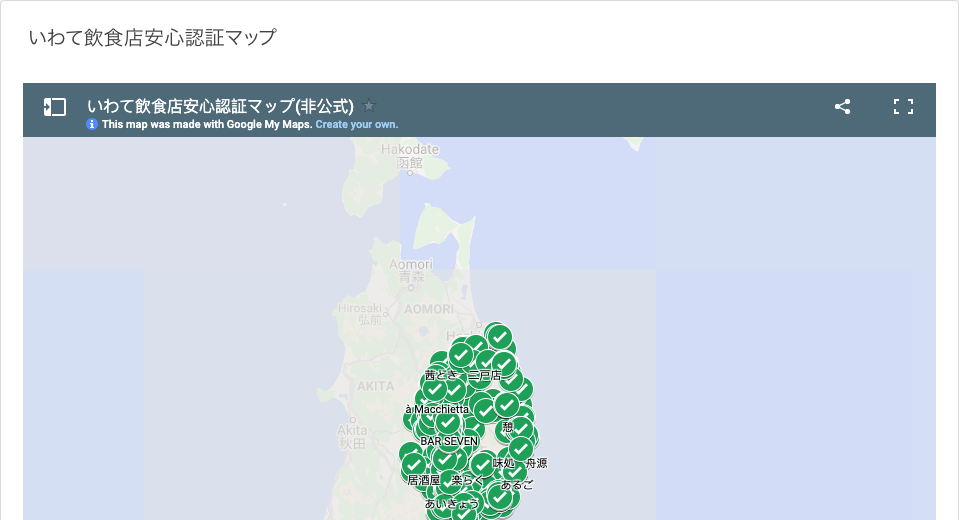 いわて飲食店安心認証マップ
いわて飲食店安心認証マップ(非公式)
This map was made with Google My Maps. Create your own.
Hakodate
函館
Aomori
青森
Hirosaki
弘前
AOMORI
茜どき
二戸店
AKITA
à Macchietta
憩
Akita
秋田
BAR SEVEN
味処
舟源
居酒屋
楽らく
あるご
あいきょう